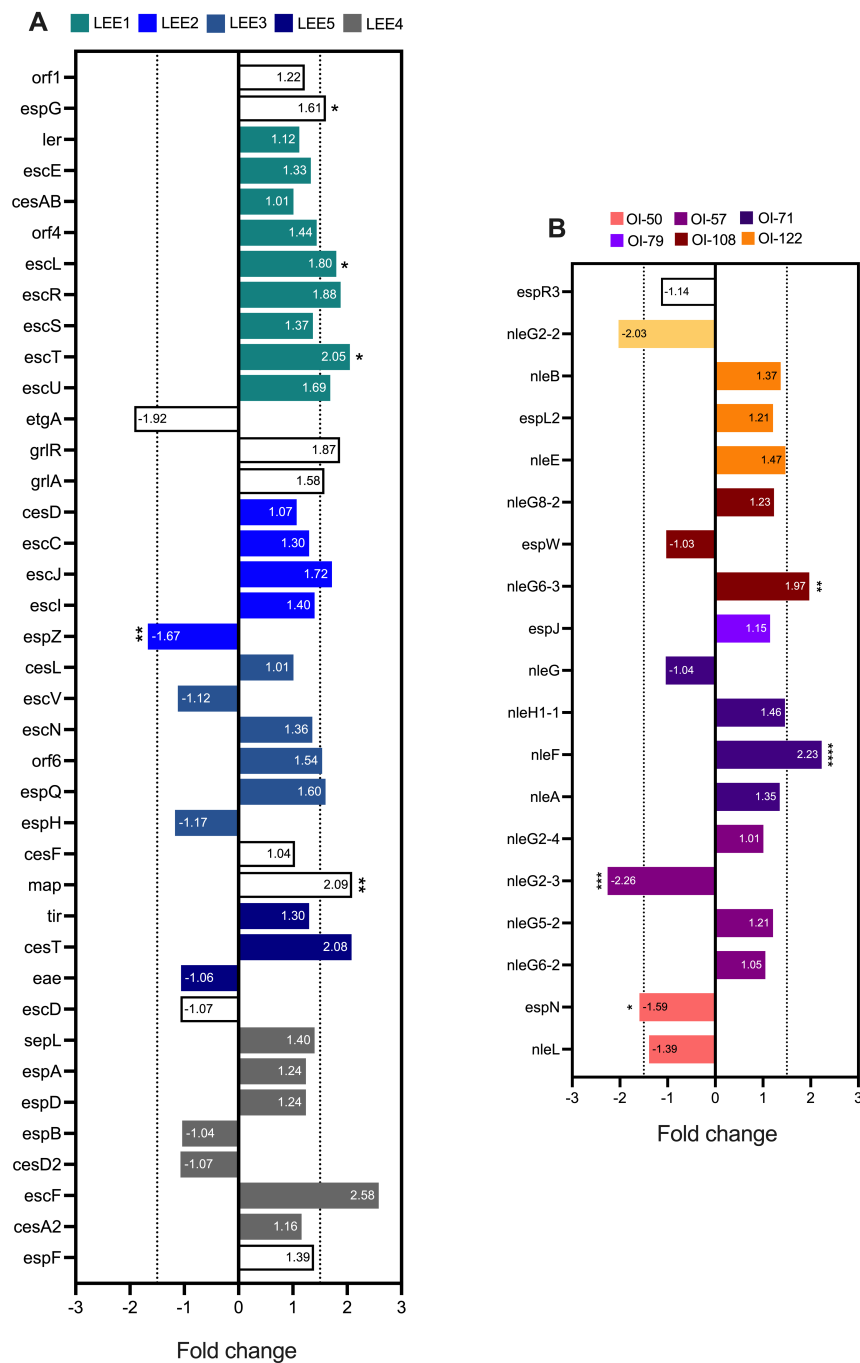 A
LEE1 LEE2 LEE3 LEE5 LEE4
orf1 1.22
espG 1.61 *
ler 1.12
escE 1.33
cesAB 1.01
orf4 1.44
escL 1.80 *
escR 1.88
escS 1.37
escT 2.05 *
escU 1.69
etgA -1.92
grlR 1.87
grlA 1.58
cesD 1.07
escC 1.30
escJ 1.72
escI 1.40
espZ ** -1.67
cesL 1.01
escV -1.12
escN 1.36
orf6 1.54
espQ 1.60
espH -1.17
cesF 1.04
map 2.09 **
tir 1.30
cesT 2.08
eae -1.06
escD -1.07
sepL 1.40
espA 1.24
espD 1.24
espB -1.04
cesD2 -1.07
escF 2.58
cesA2 1.16
espF 1.39
-3 -2 -1 0 1 2 3
Fold change
B
OI-50 OI-57 OI-71
OI-79 OI-108 OI-122
espR3 -1.14
nleG2-2 -2.03
nleB 1.37
espL2 1.21
nleE 1.47
nleG8-2 1.23
espW -1.03
nleG6-3 1.97 **
espJ 1.15
nleG -1.04
nleH1-1 1.46
nleF 2.23 ****
nleA 1.35
nleG2-4 1.01
nleG2-3 *** -2.26
nleG5-2 1.21
nleG6-2 1.05
espN * -1.59
nleL -1.39
-3 -2 -1 0 1 2 3
Fold change